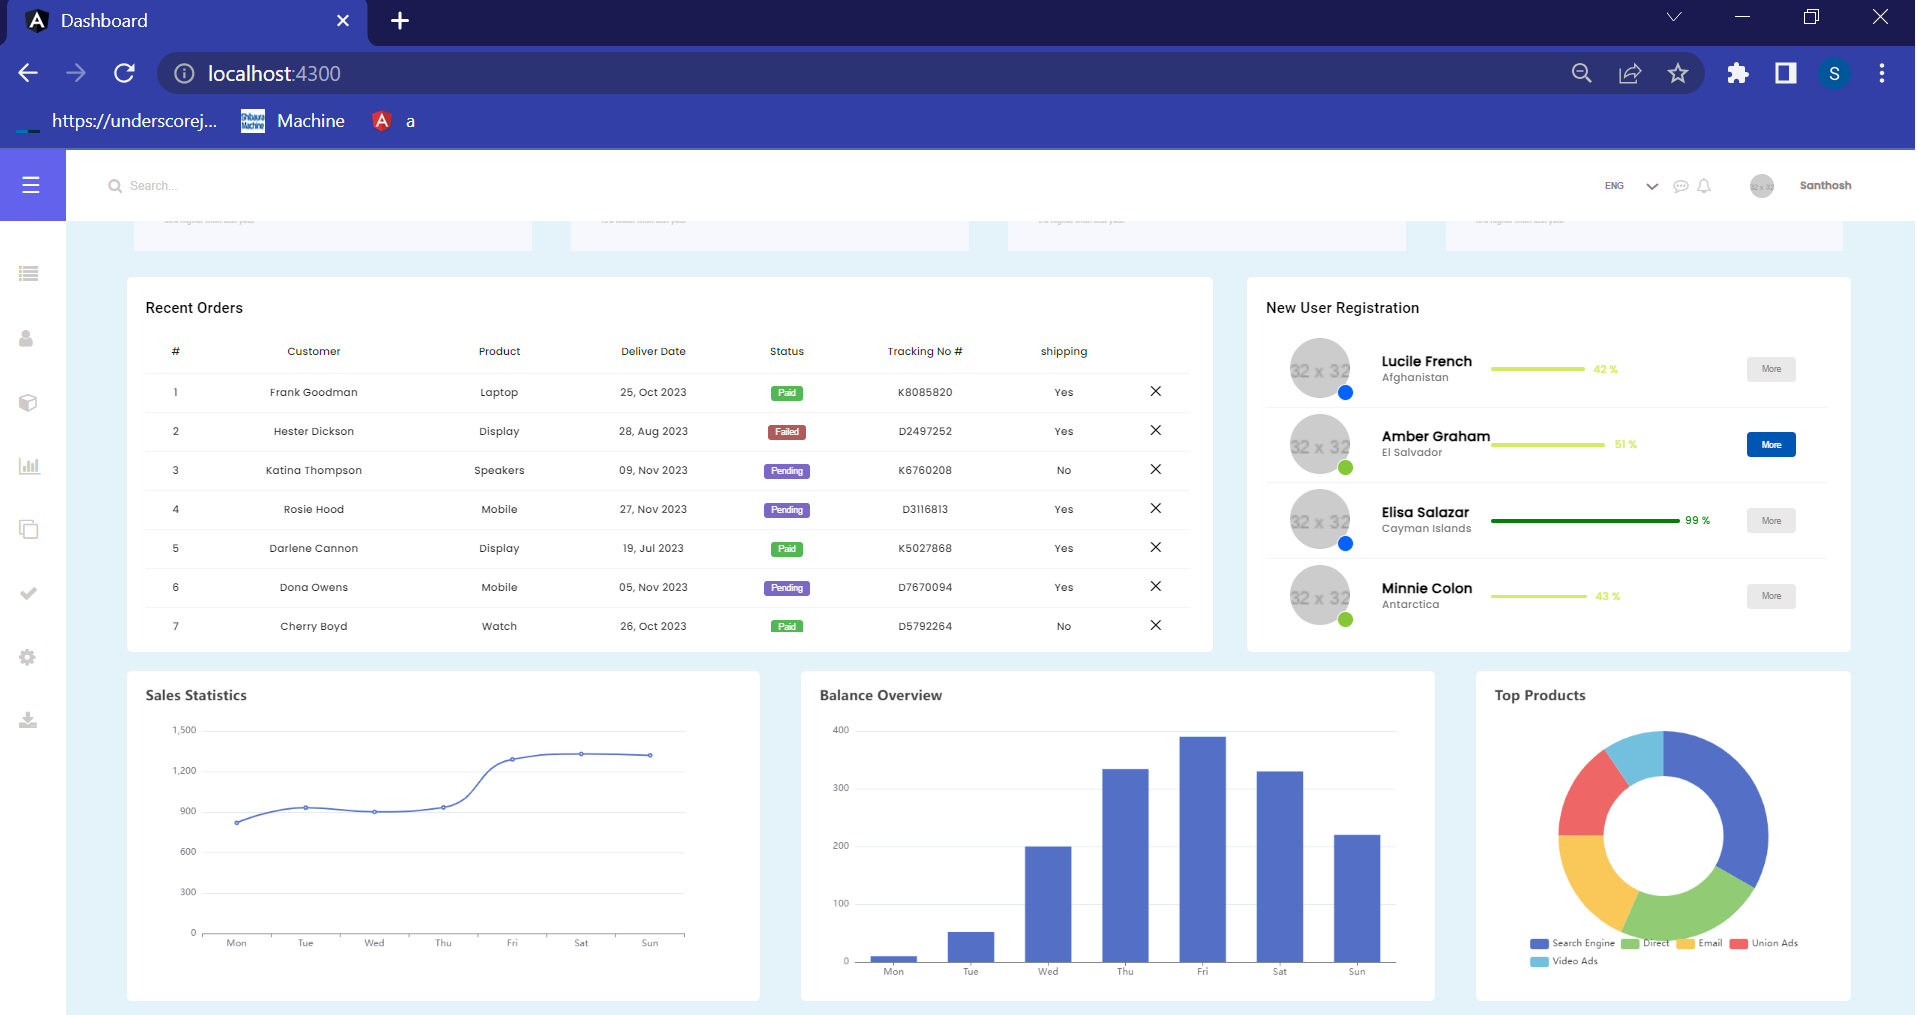 Dashboard
localhost:4300
https://underscorej...
Shibaura Machine
Machine
a
S
Search...
ENG
32 x 32
Santhosh
Recent Orders
# Customer Product Deliver Date Status Tracking No # shipping
1 Frank Goodman Laptop 25, Oct 2023 Paid K8085820 Yes
2 Hester Dickson Display 28, Aug 2023 Failed D2497252 Yes
3 Katina Thompson Speakers 09, Nov 2023 Pending K6760208 No
4 Rosie Hood Mobile 27, Nov 2023 Pending D3116813 Yes
5 Darlene Cannon Display 19, Jul 2023 Paid K5027868 Yes
6 Dona Owens Mobile 05, Nov 2023 Pending D7670094 Yes
7 Cherry Boyd Watch 26, Oct 2023 Paid D5792264 No
New User Registration
32 x 32
Lucile French
Afghanistan
42 %
More
32 x 32
Amber Graham
El Salvador
51 %
More
32 x 32
Elisa Salazar
Cayman Islands
99 %
More
32 x 32
Minnie Colon
Antarctica
43 %
More
Sales Statistics
1,500
1,200
900
600
300
0
Mon Tue Wed Thu Fri Sat Sun
Balance Overview
400
300
200
100
0
Mon Tue Wed Thu Fri Sat Sun
Top Products
Search Engine Direct Email Union Ads
Video Ads